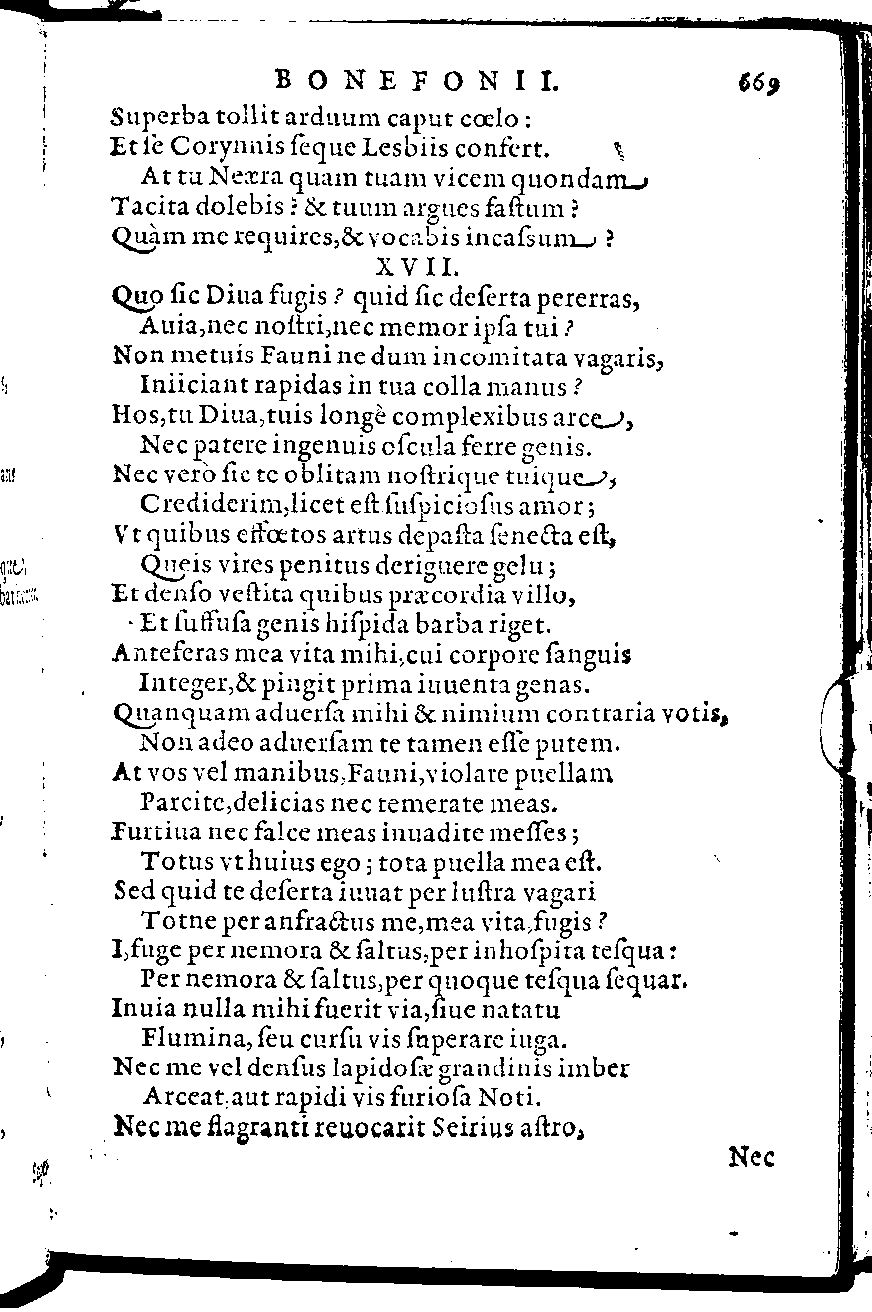 BONEFONII. 669
Superba tollit arduum caput cœlo :
Et ſe Corynnis ſeque Lesbiis confert.
At tu Neæra quam tuam vicem quondam
Tacita dolebis ? & tuum argues faſtum ?
Quàm me requires,& vocabis incaſsum ?
XVII.
Quo ſic Diua fugis ? quid ſic deſerta pererras,
Auia,nec noſtri,nec memor ipſa tui ?
Non metuis Fauni ne dum incomitata vagaris,
Iniiciant rapidas in tua colla manus ?
Hos,tu Diua,tuis longè complexibus arce,
Nec patere ingenuis oſcula ferre genis.
Nec verò ſic te oblitam noſtrique tuique,
Crediderim,licet eſt ſuſpicioſus amor ;
Vt quibus effœtos artus depaſta ſenecta eſt,
Queis vires penitus deriguere gelu ;
Et denſo veſtita quibus præcordia villo,
Et ſuffuſa genis hiſpida barba riget.
Anteferas mea vita mihi,cui corpore ſanguis
Integer,& pingit prima iuuenta genas.
Quanquam aduerſa mihi & nimium contraria votis,
Non adeo aduerſam te tamen eſſe putem.
At vos vel manibus,Fauni,violare puellam
Parcite,delicias nec temerate meas.
Furtiua nec falce meas inuadite meſſes ;
Totus vt huius ego ; tota puella mea eſt.
Sed quid te deſerta iuuat per luſtra vagari
Totne per anfractus me,mea vita,fugis ?
I,fuge per nemora & ſaltus,per inhoſpita teſqua :
Per nemora & ſaltus,per quoque teſqua ſequar.
Inuia nulla mihi fuerit via,ſiue natatu
Flumina, ſeu curſu vis ſuperare iuga.
Nec me vel denſus lapidoſæ grandinis imber
Arceat,aut rapidi vis furioſa Noti.
Nec me flagranti reuocarit Seirius aſtro,
Nec